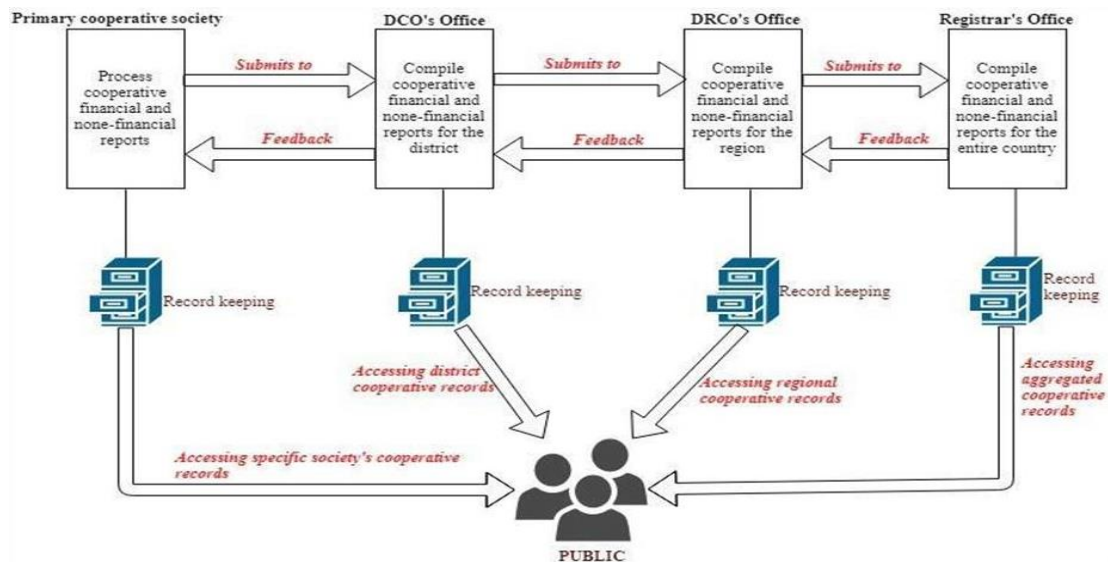 Primary cooperative society
DCO's Office
DRCo's Office
Registrar's Office
Process
cooperative
financial and
none-financial
reports
Submits to
Feedback
Compile
cooperative
financial and
none-financial
reports for the
district
Submits to
Feedback
Compile
cooperative
financial and
none-financial
reports for the
region
Submits to
Feedback
Compile
cooperative
financial and
none-financial
reports for the
entire country
Record keeping
Record keeping
Record keeping
Record
keeping
Accessing district
cooperative records
Accessing regional
cooperative records
Accessing
aggregated
cooperative
records
Accessing specific society's cooperative
records
PUBLIC